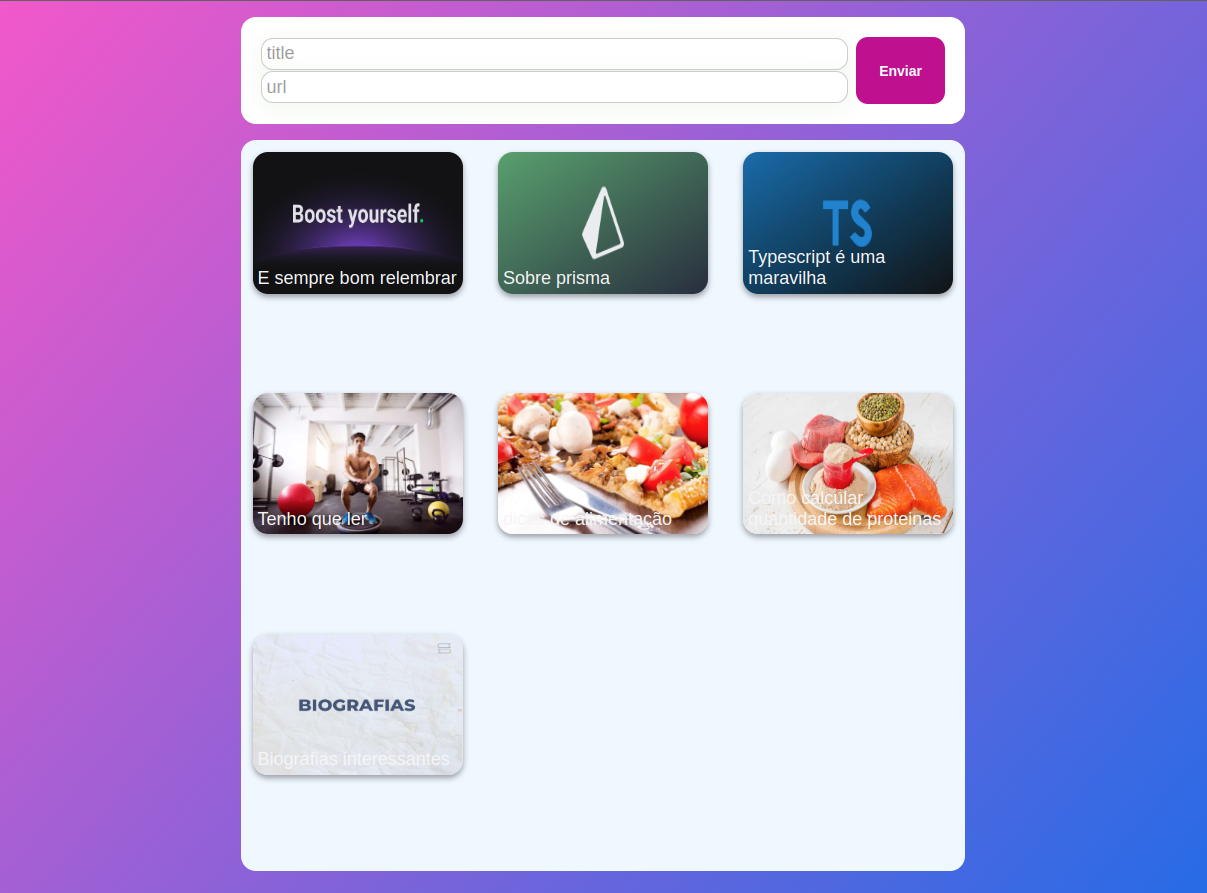 title
url
Enviar
Boost yourself.
E sempre bom relembrar
Sobre prisma
TS
Typescript é uma
maravilha
Tenho que ler
dicas de alimentação
Como calcular
quantidade de proteinas
BIOGRAFIAS
Biografias interessantes